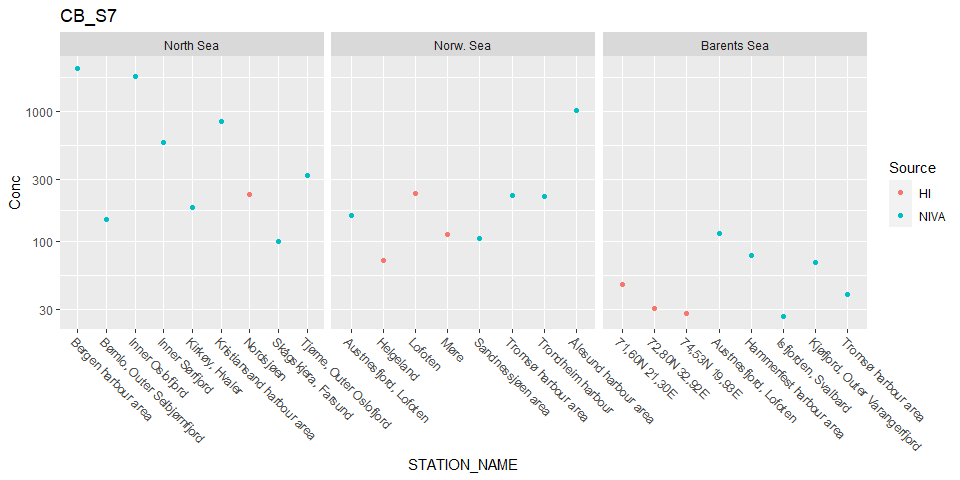 CB_S7
North Sea
Norw. Sea
Barents Sea
Conc
1000
300
100
30
Bergen harbour area
Bømlo, Outer Selbjørnfjord
Inner Oslofjord
Inner Sørfjord
Kirkøy, Hvaler
Kristiansand harbour area
Nordsjøen
Skågskjera, Farsund
Tjøme, Outer Oslofjord
Austnesfjord, Lofoten
Helgeland
Lofoten
Møre
Sandnessjøen area
Tromsø harbour area
Trondheim harbour
Ålesund harbour area
71,60N 21,30E
72,80N 32,92E
74,53N 19,93E
Austnesfjord, Lofoten
Hammerfest harbour area
Isfjorden, Svalbard
Kjøfjord, Outer Varangerfjord
Tromsø harbour area
STATION_NAME
Source
HI
NIVA